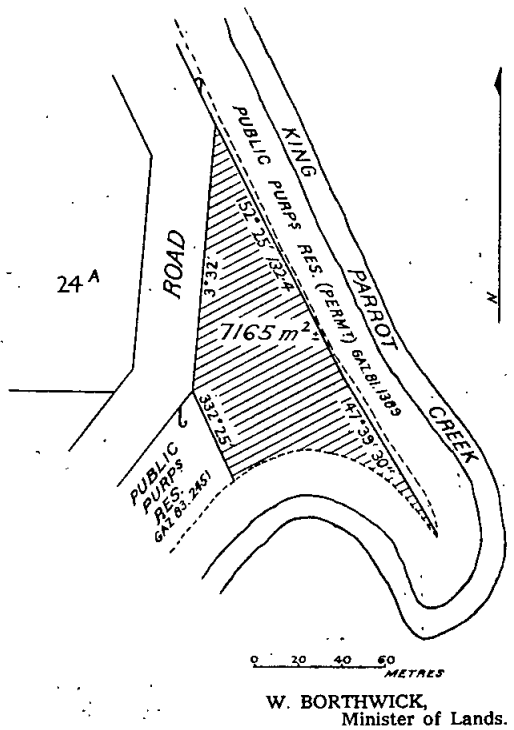 KING PARROT CREEK
PUBLIC PURPS RES. (PERMT.) GAZ. 81.1389
ROAD
3°32'
152° 25' 132·4
24ᴬ
7165 m²±
N
332°25'
147°39' 30"
PUBLIC
PURPS
RES.
GAZ 83.2451
0 20 40 60
METRES
W. BORTHWICK,
Minister of Lands.